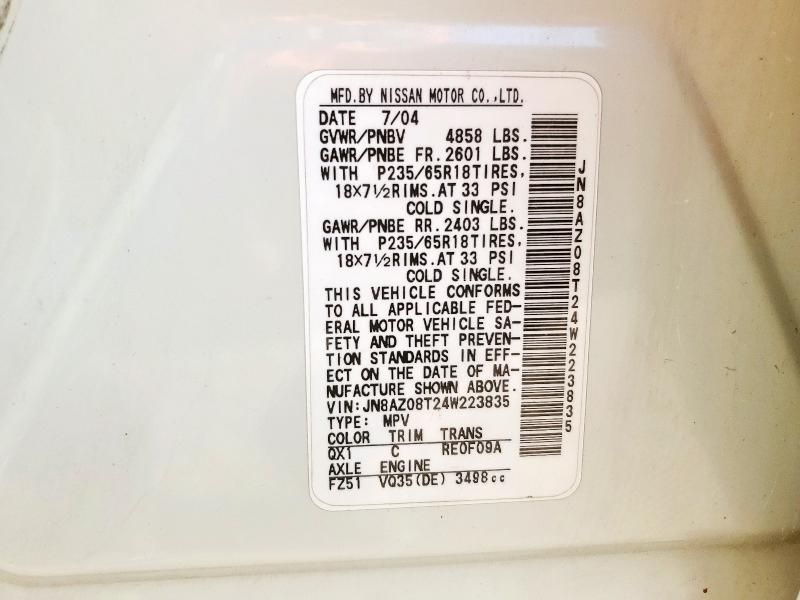 MFD.BY NISSAN MOTOR CO.,LTD.
DATE 7/04
GVWR/PNBV 4858 LBS.
GAWR/PNBE FR.2601 LBS.
WITH P235/65R18TIRES,
18×7½RIMS.AT 33 PSI
COLD SINGLE.
GAWR/PNBE RR.2403 LBS.
WITH P235/65R18TIRES,
18×7½RIMS.AT 33 PSI
COLD SINGLE.
THIS VEHICLE CONFORMS
TO ALL APPLICABLE FED-
ERAL MOTOR VEHICLE SA-
FETY AND THEFT PREVEN-
TION STANDARDS IN EFF-
ECT ON THE DATE OF MA-
NUFACTURE SHOWN ABOVE.
VIN:JN8AZ08T24W223835
TYPE: MPV
COLOR TRIM TRANS
QX1 C RE0F09A
AXLE ENGINE
FZ51 VQ35(DE) 3498cc
JN8AZ08T24W223835